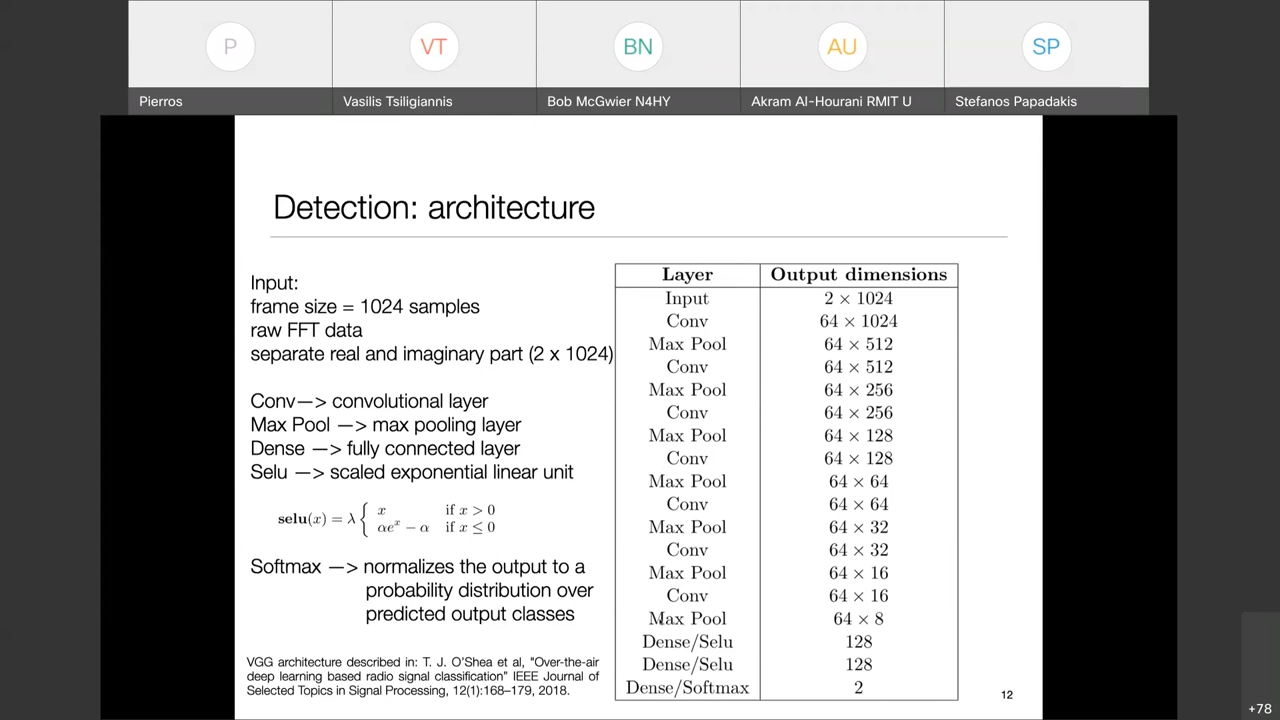 P
VT
BN
AU
SP
Pierros
Vasilis Tsiligiannis
Bob McGwier N4HY
Akram Al-Hourani RMIT U
Stefanos Papadakis
Detection: architecture
Input:
frame size = 1024 samples
raw FFT data
separate real and imaginary part (2 x 1024)
Conv—> convolutional layer
Max Pool —> max pooling layer
Dense —> fully connected layer
Selu —> scaled exponential linear unit
selu(x) = λ { x if x > 0
αeˣ − α if x ≤ 0
Softmax —> normalizes the output to a
probability distribution over
predicted output classes
VGG architecture described in: T. J. O'Shea et al, "Over-the-air
deep learning based radio signal classification" IEEE Journal of
Selected Topics in Signal Processing, 12(1):168–179, 2018.
Layer Output dimensions
Input 2 × 1024
Conv 64 × 1024
Max Pool 64 × 512
Conv 64 × 512
Max Pool 64 × 256
Conv 64 × 256
Max Pool 64 × 128
Conv 64 × 128
Max Pool 64 × 64
Conv 64 × 64
Max Pool 64 × 32
Conv 64 × 32
Max Pool 64 × 16
Conv 64 × 16
Max Pool 64 × 8
Dense/Selu 128
Dense/Selu 128
Dense/Softmax 2
12
+78